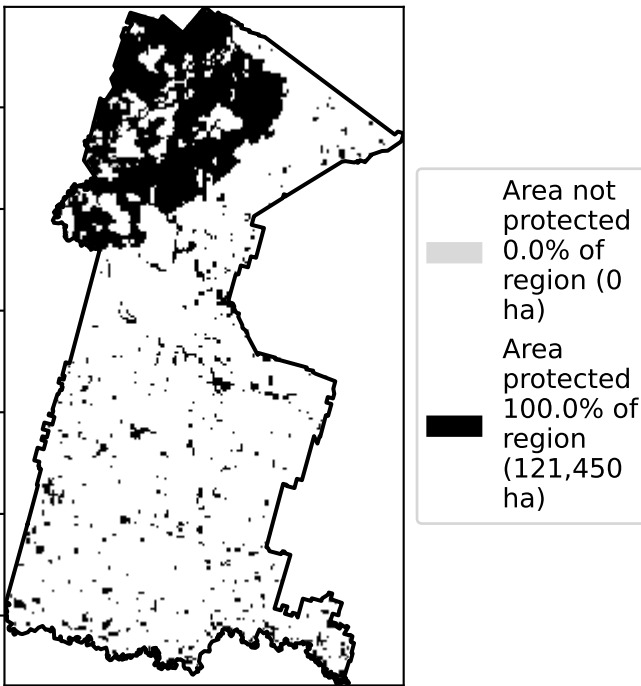 Area not
protected
0.0% of
region (0
ha)
Area
protected
100.0% of
region
(121,450
ha)